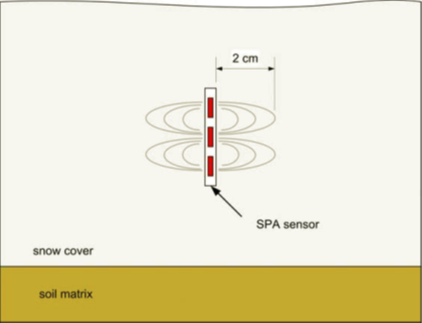 2 cm
SPA sensor
snow cover
soil matrix